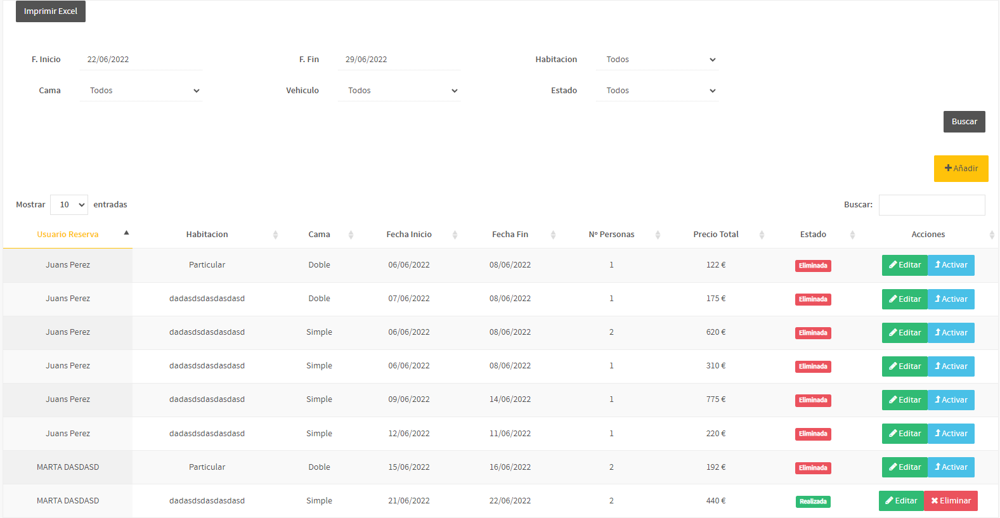 Imprimir Excel
F. Inicio 22/06/2022 F. Fin 29/06/2022 Habitacion Todos
Cama Todos Vehiculo Todos Estado Todos
Buscar
Añadir
Mostrar 10 entradas Buscar:
Usuario Reserva Habitacion Cama Fecha Inicio Fecha Fin Nº Personas Precio Total Estado Acciones
Juans Perez Particular Doble 06/06/2022 08/06/2022 1 122 € Eliminada Editar Activar
Juans Perez dadasdsdasdasdasd Doble 07/06/2022 08/06/2022 1 175 € Eliminada Editar Activar
Juans Perez dadasdsdasdasdasd Simple 06/06/2022 08/06/2022 2 620 € Eliminada Editar Activar
Juans Perez dadasdsdasdasdasd Simple 06/06/2022 08/06/2022 1 310 € Eliminada Editar Activar
Juans Perez dadasdsdasdasdasd Simple 09/06/2022 14/06/2022 1 775 € Eliminada Editar Activar
Juans Perez dadasdsdasdasdasd Simple 12/06/2022 11/06/2022 1 220 € Eliminada Editar Activar
MARTA DASDASD Particular Doble 15/06/2022 16/06/2022 2 192 € Eliminada Editar Activar
MARTA DASDASD dadasdsdasdasdasd Simple 21/06/2022 22/06/2022 2 440 € Realizada Editar Eliminar